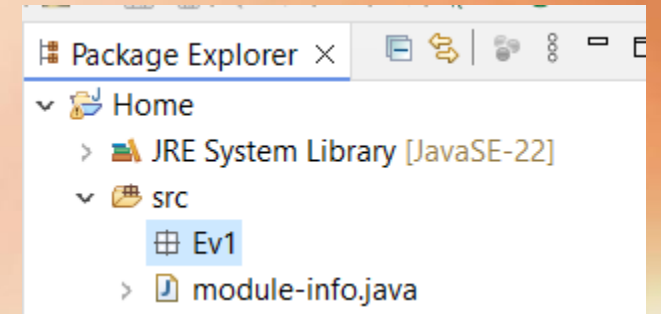 Package Explorer
Home
JRE System Library [JavaSE-22]
src
Ev1
module-info.java